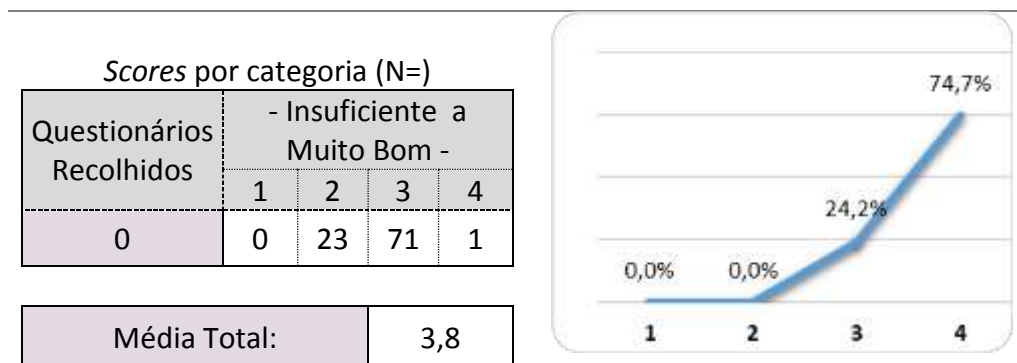 Scores por categoria (N=)
Questionários Recolhidos
- Insuficiente a
Muito Bom -
1 2 3 4
0 0 23 71 1
Média Total: 3,8
74,7%
24,2%
0,0% 0,0%
1 2 3 4